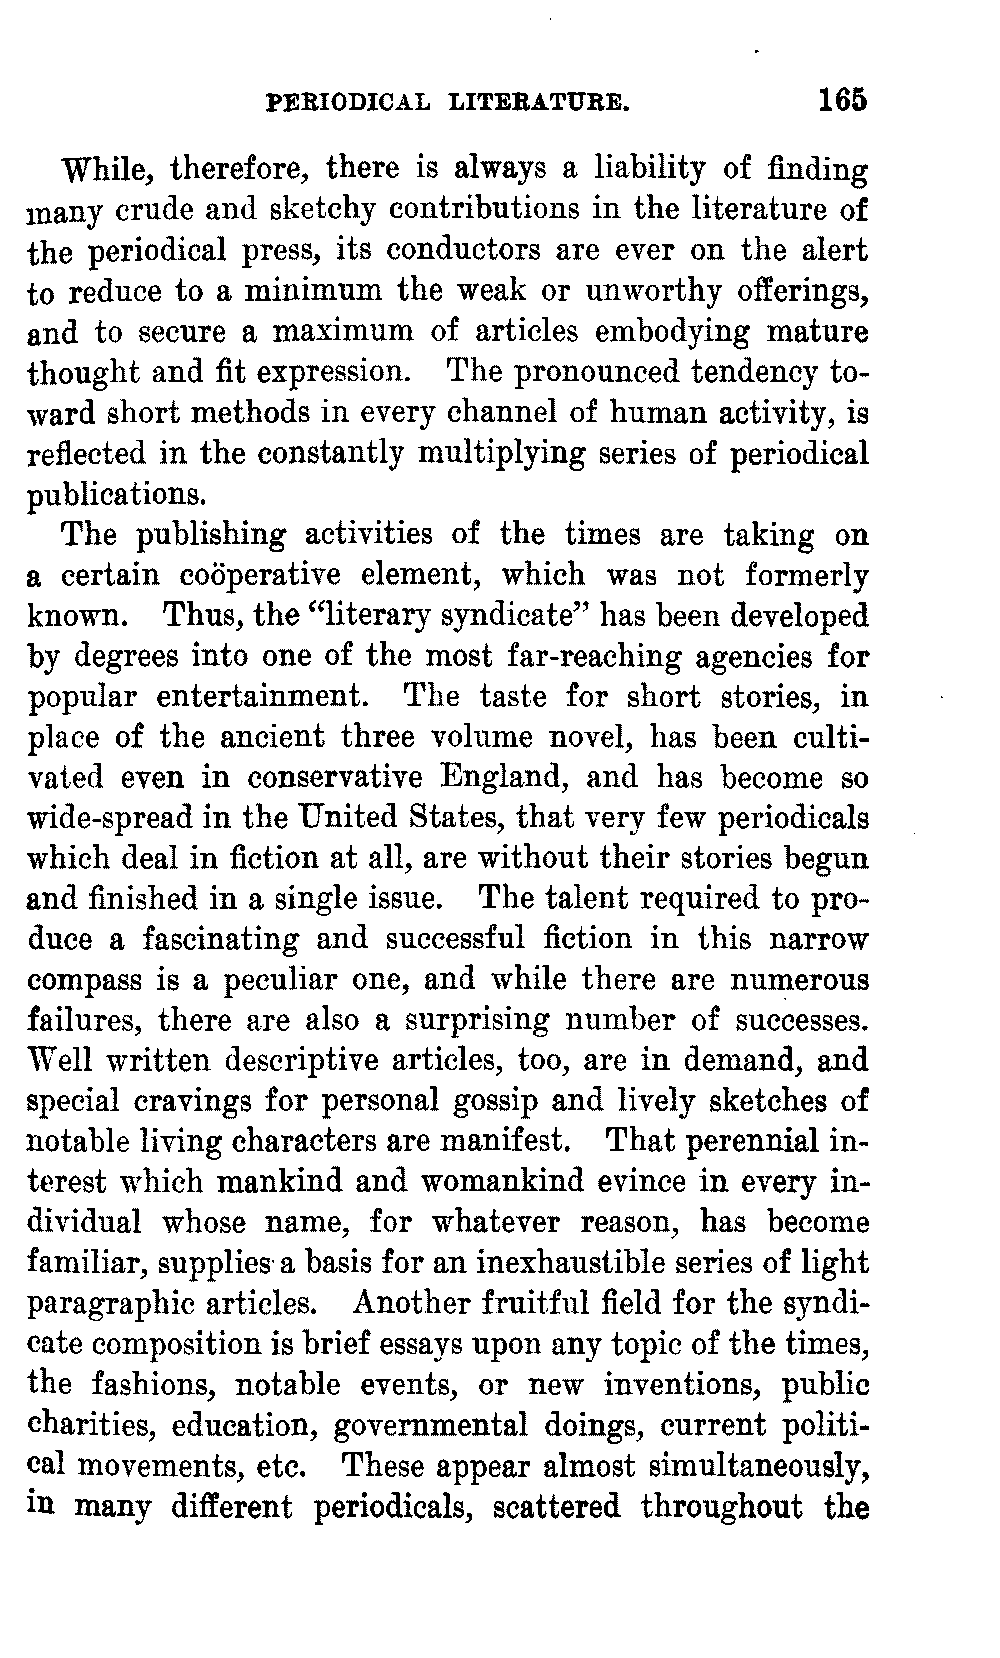 PERIODICAL LITERATURE. 165
While, therefore, there is always a liability of finding
many crude and sketchy contributions in the literature of
the periodical press, its conductors are ever on the alert
to reduce to a minimum the weak or unworthy offerings,
and to secure a maximum of articles embodying mature
thought and fit expression. The pronounced tendency to-
ward short methods in every channel of human activity, is
reflected in the constantly multiplying series of periodical
publications.
The publishing activities of the times are taking on
a certain coöperative element, which was not formerly
known. Thus, the “literary syndicate” has been developed
by degrees into one of the most far-reaching agencies for
popular entertainment. The taste for short stories, in
place of the ancient three volume novel, has been culti-
vated even in conservative England, and has become so
wide-spread in the United States, that very few periodicals
which deal in fiction at all, are without their stories begun
and finished in a single issue. The talent required to pro-
duce a fascinating and successful fiction in this narrow
compass is a peculiar one, and while there are numerous
failures, there are also a surprising number of successes.
Well written descriptive articles, too, are in demand, and
special cravings for personal gossip and lively sketches of
notable living characters are manifest. That perennial in-
terest which mankind and womankind evince in every in-
dividual whose name, for whatever reason, has become
familiar, supplies a basis for an inexhaustible series of light
paragraphic articles. Another fruitful field for the syndi-
cate composition is brief essays upon any topic of the times,
the fashions, notable events, or new inventions, public
charities, education, governmental doings, current politi-
cal movements, etc. These appear almost simultaneously,
in many different periodicals, scattered throughout the